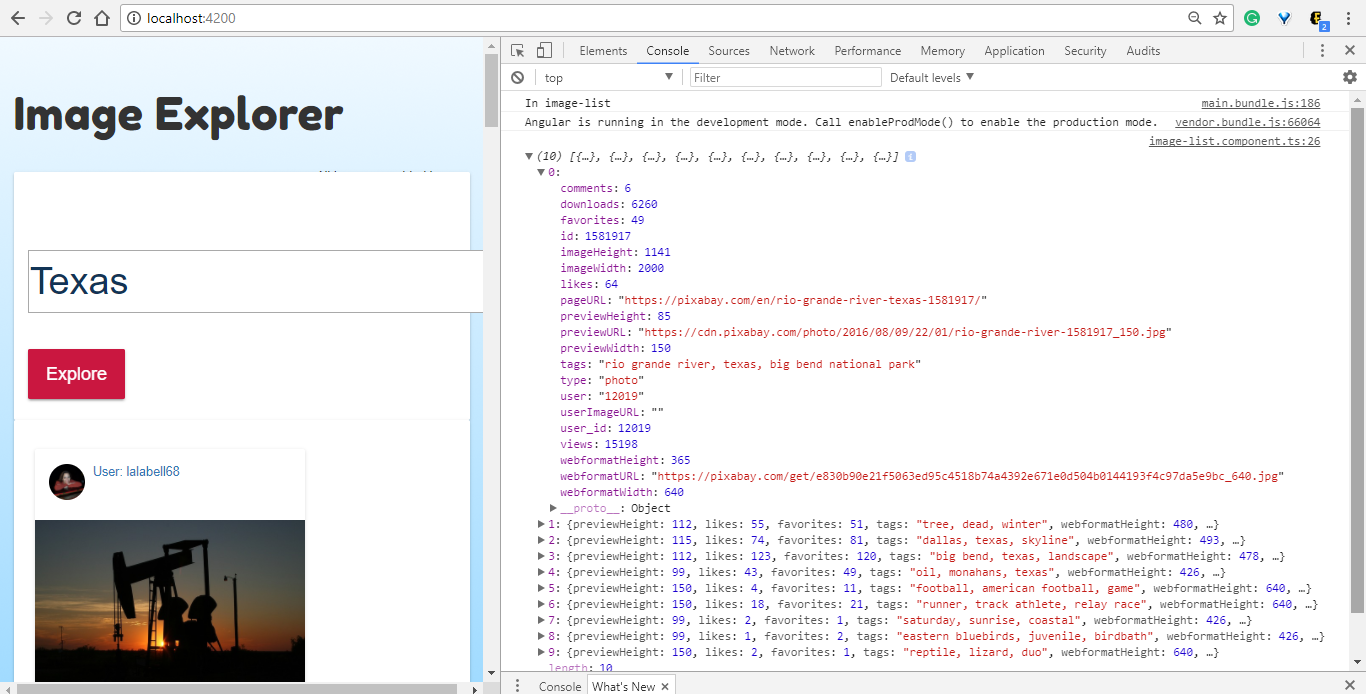 localhost:4200
2
Image Explorer
Texas
Explore
User: lalabell68
Elements Console Sources Network Performance Memory Application Security Audits
top Filter Default levels
In image-list main.bundle.js:186
Angular is running in the development mode. Call enableProdMode() to enable the production mode. vendor.bundle.js:66064
image-list.component.ts:26
(10) [{…}, {…}, {…}, {…}, {…}, {…}, {…}, {…}, {…}, {…}] i
0:
comments: 6
downloads: 6260
favorites: 49
id: 1581917
imageHeight: 1141
imageWidth: 2000
likes: 64
pageURL: "https://pixabay.com/en/rio-grande-river-texas-1581917/"
previewHeight: 85
previewURL: "https://cdn.pixabay.com/photo/2016/08/09/22/01/rio-grande-river-1581917_150.jpg"
previewWidth: 150
tags: "rio grande river, texas, big bend national park"
type: "photo"
user: "12019"
userImageURL: ""
user_id: 12019
views: 15198
webformatHeight: 365
webformatURL: "https://pixabay.com/get/e830b90e21f5063ed95c4518b74a4392e671e0d504b0144193f4c97da5e9bc_640.jpg"
webformatWidth: 640
__proto__: Object
1: {previewHeight: 112, likes: 55, favorites: 51, tags: "tree, dead, winter", webformatHeight: 480, …}
2: {previewHeight: 115, likes: 74, favorites: 81, tags: "dallas, texas, skyline", webformatHeight: 493, …}
3: {previewHeight: 112, likes: 123, favorites: 120, tags: "big bend, texas, landscape", webformatHeight: 478, …}
4: {previewHeight: 99, likes: 43, favorites: 49, tags: "oil, monahans, texas", webformatHeight: 426, …}
5: {previewHeight: 150, likes: 4, favorites: 11, tags: "football, american football, game", webformatHeight: 640, …}
6: {previewHeight: 150, likes: 18, favorites: 21, tags: "runner, track athlete, relay race", webformatHeight: 640, …}
7: {previewHeight: 99, likes: 2, favorites: 1, tags: "saturday, sunrise, coastal", webformatHeight: 426, …}
8: {previewHeight: 99, likes: 1, favorites: 2, tags: "eastern bluebirds, juvenile, birdbath", webformatHeight: 426, …}
9: {previewHeight: 150, likes: 2, favorites: 1, tags: "reptile, lizard, duo", webformatHeight: 640, …}
length: 10
Console What's New